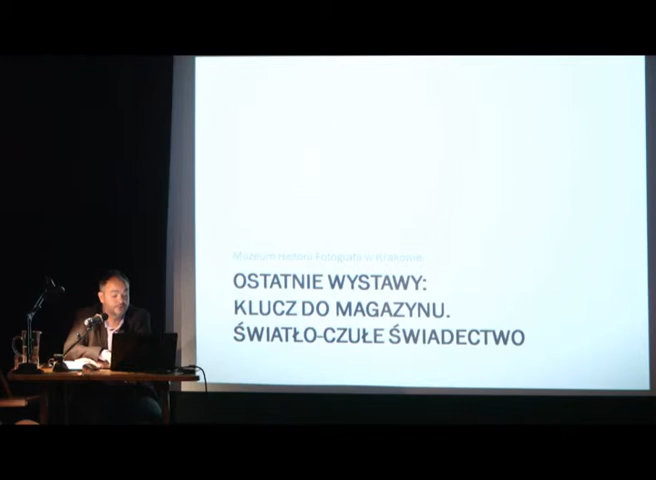 Muzeum Historii Fotografii w Krakowie
OSTATNIE WYSTAWY:
KLUCZ DO MAGAZYNU.
ŚWIATŁO-CZUŁE ŚWIADECTWO